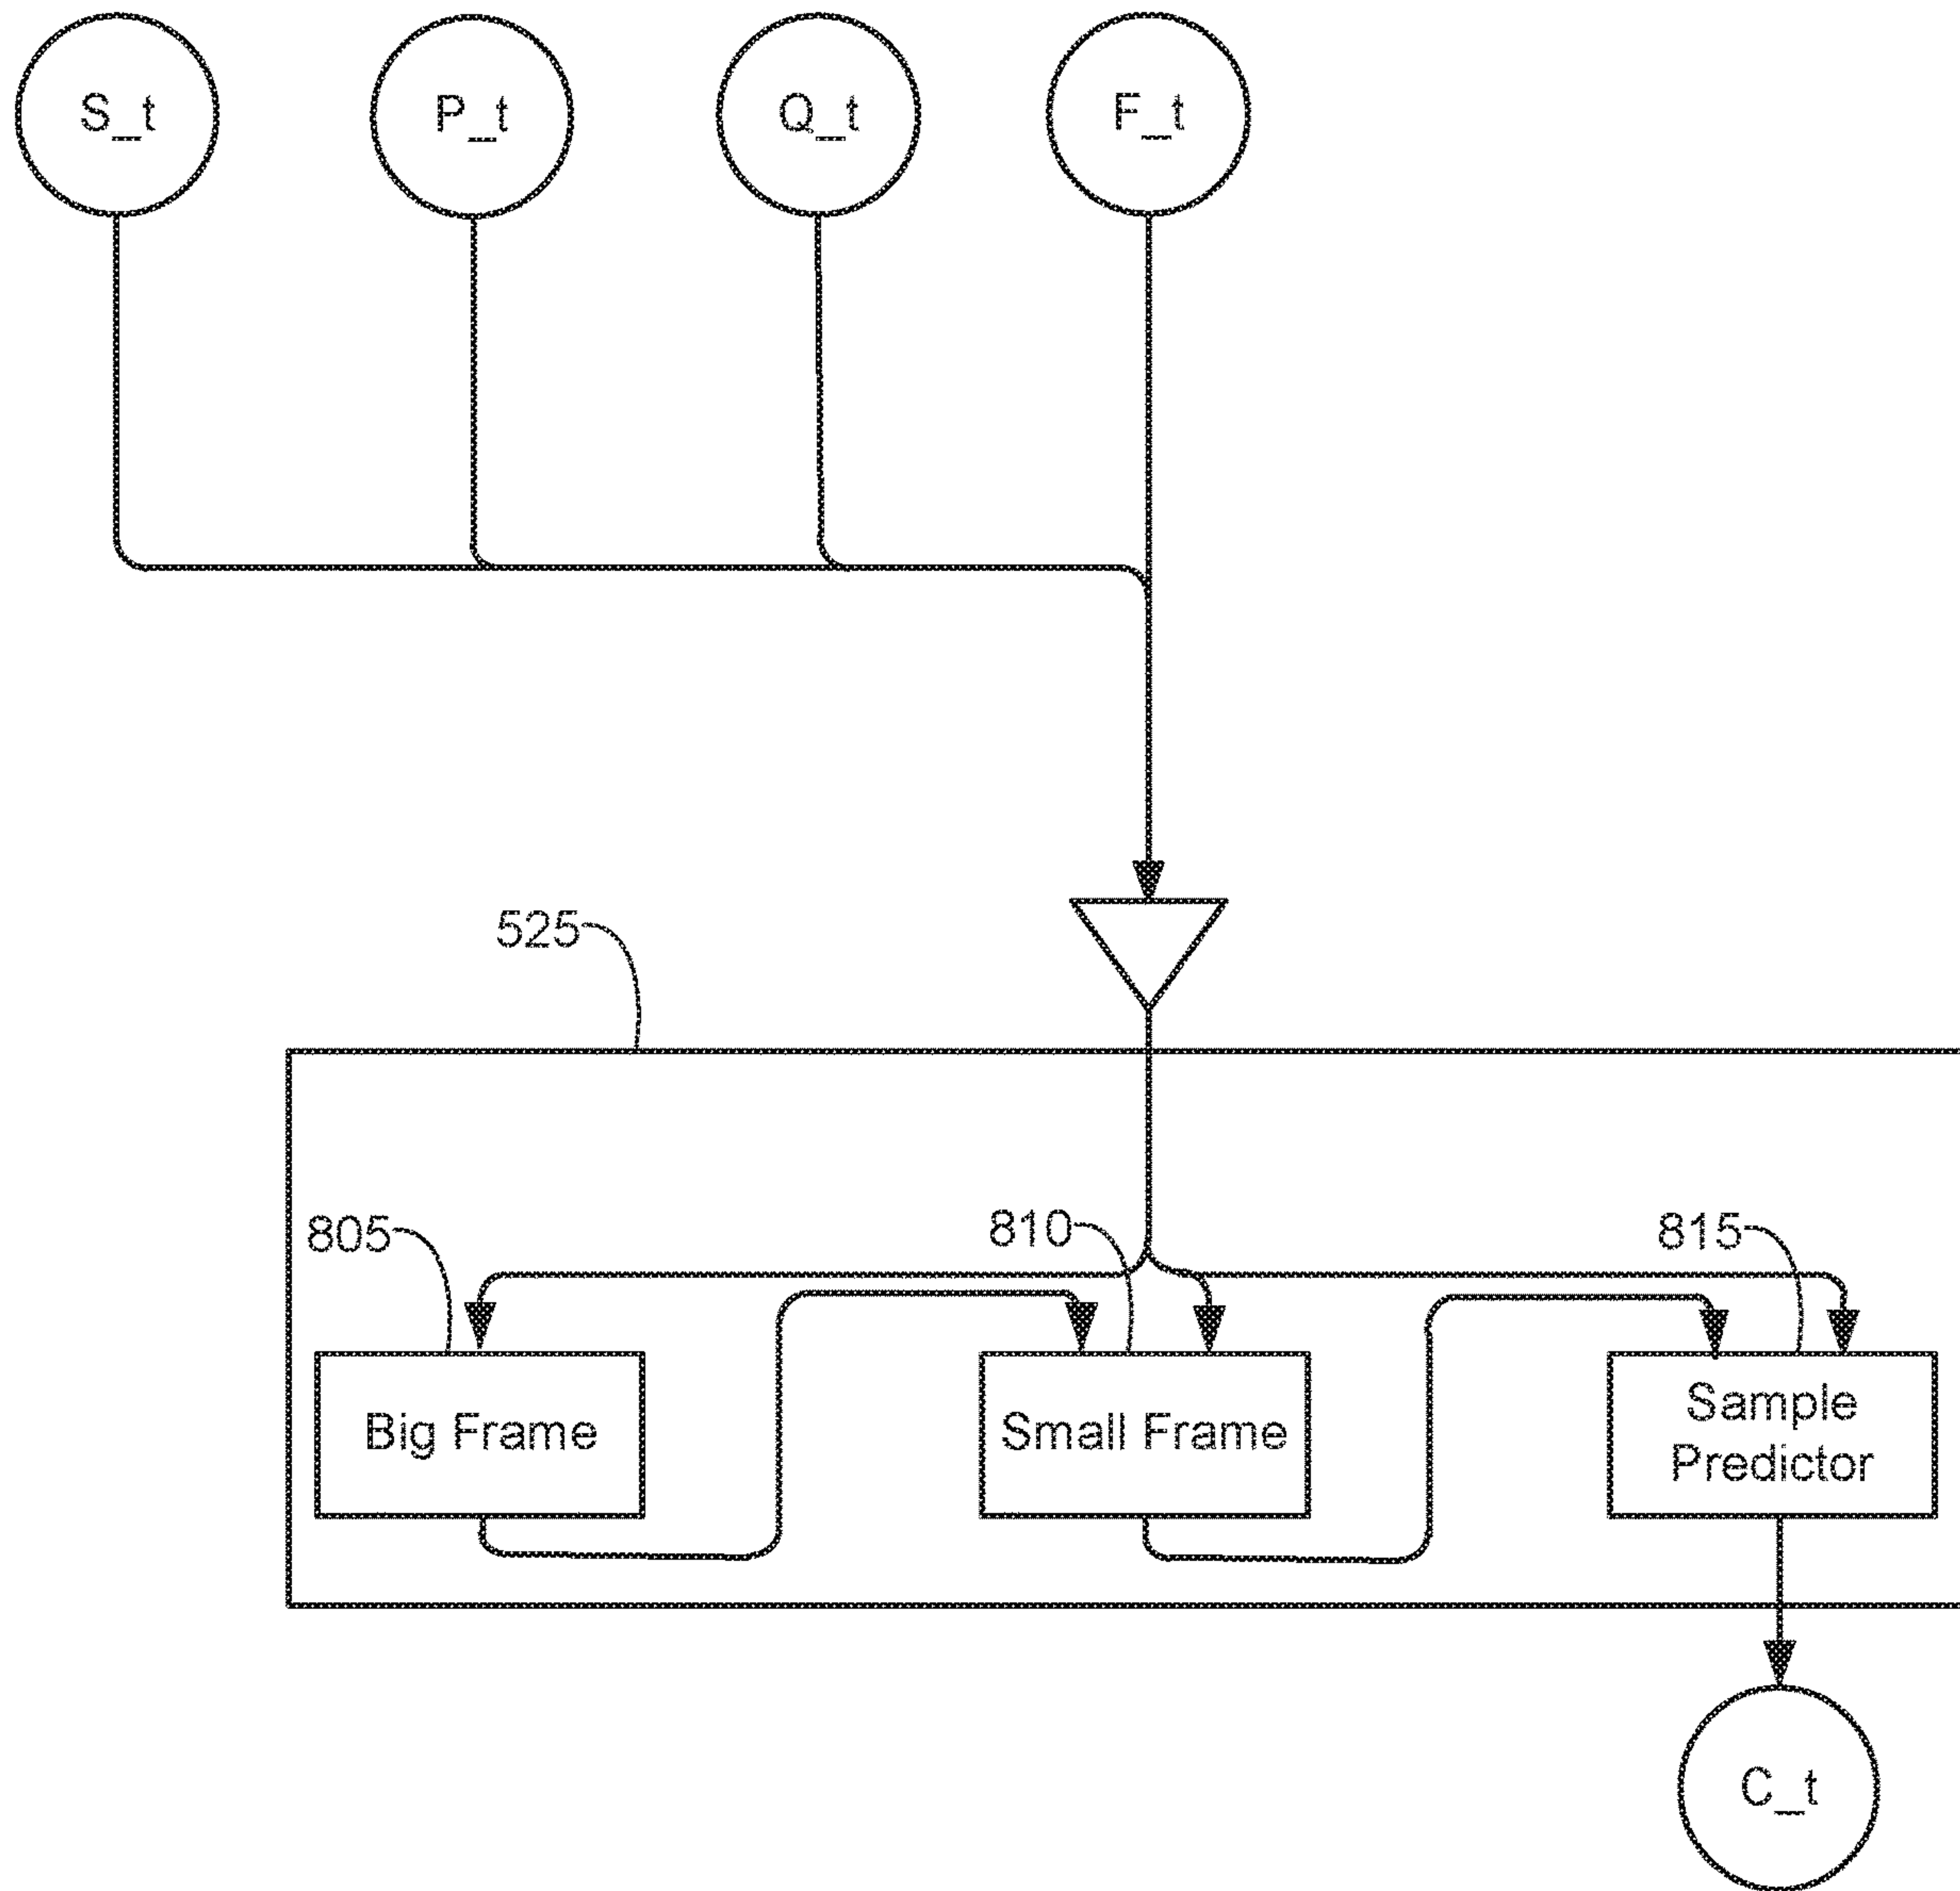 S_t
P_t
Q_t
F_t
525
805
810
815
Big Frame
Small Frame
Sample
Predictor
C_t